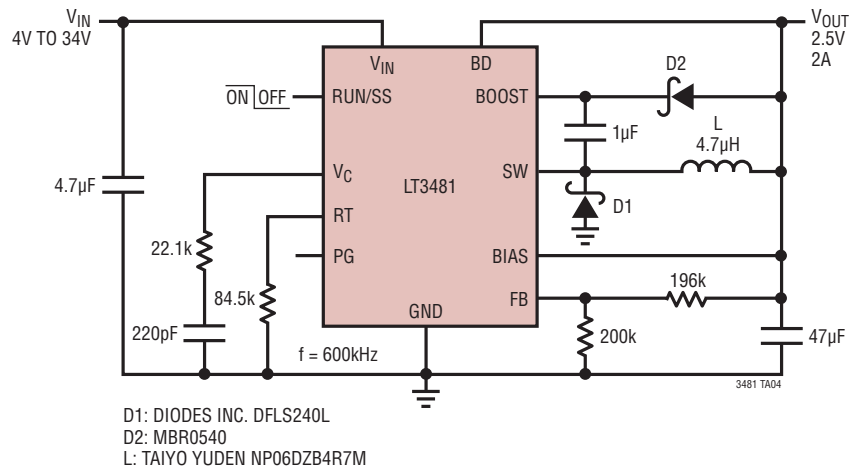 VIN
4V TO 34V
VOUT
2.5V
2A
VIN
BD
D2
ON OFF
RUN/SS
BOOST
L
4.7µH
1µF
4.7µF
VC
LT3481
SW
D1
RT
22.1k
PG
BIAS
84.5k
196k
GND
FB
220pF
f = 600kHz
200k
47µF
3481 TA04
D1: DIODES INC. DFLS240L
D2: MBR0540
L: TAIYO YUDEN NP06DZB4R7M